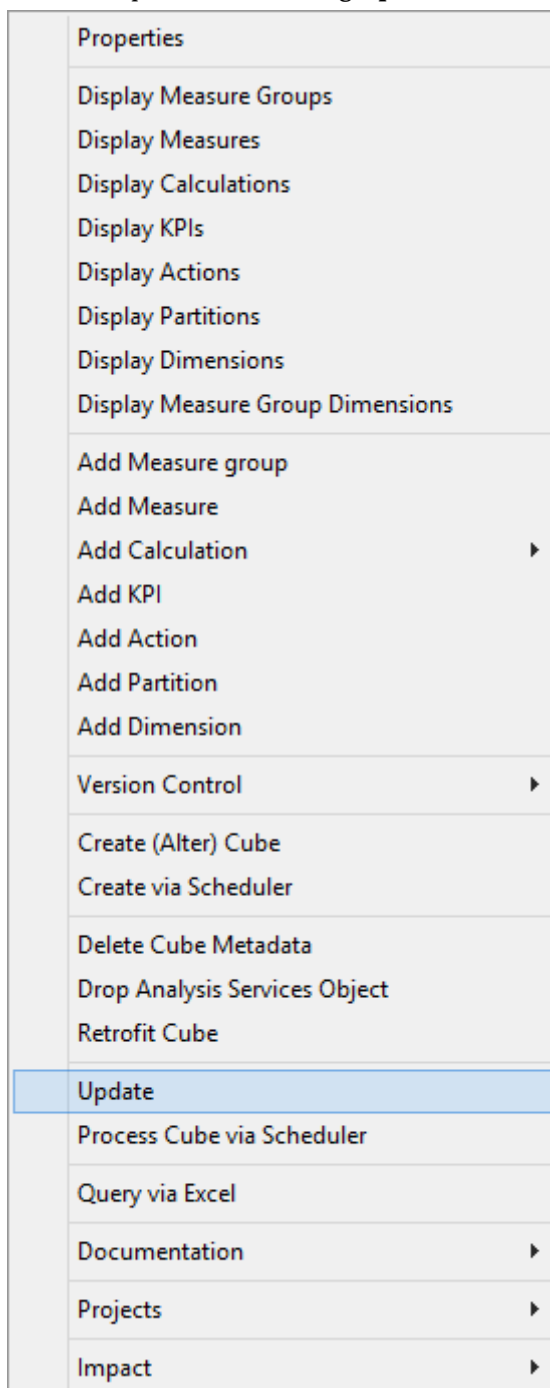 Properties
Display Measure Groups
Display Measures
Display Calculations
Display KPIs
Display Actions
Display Partitions
Display Dimensions
Display Measure Group Dimensions
Add Measure group
Add Measure
Add Calculation
Add KPI
Add Action
Add Partition
Add Dimension
Version Control
Create (Alter) Cube
Create via Scheduler
Delete Cube Metadata
Drop Analysis Services Object
Retrofit Cube
Update
Process Cube via Scheduler
Query via Excel
Documentation
Projects
Impact